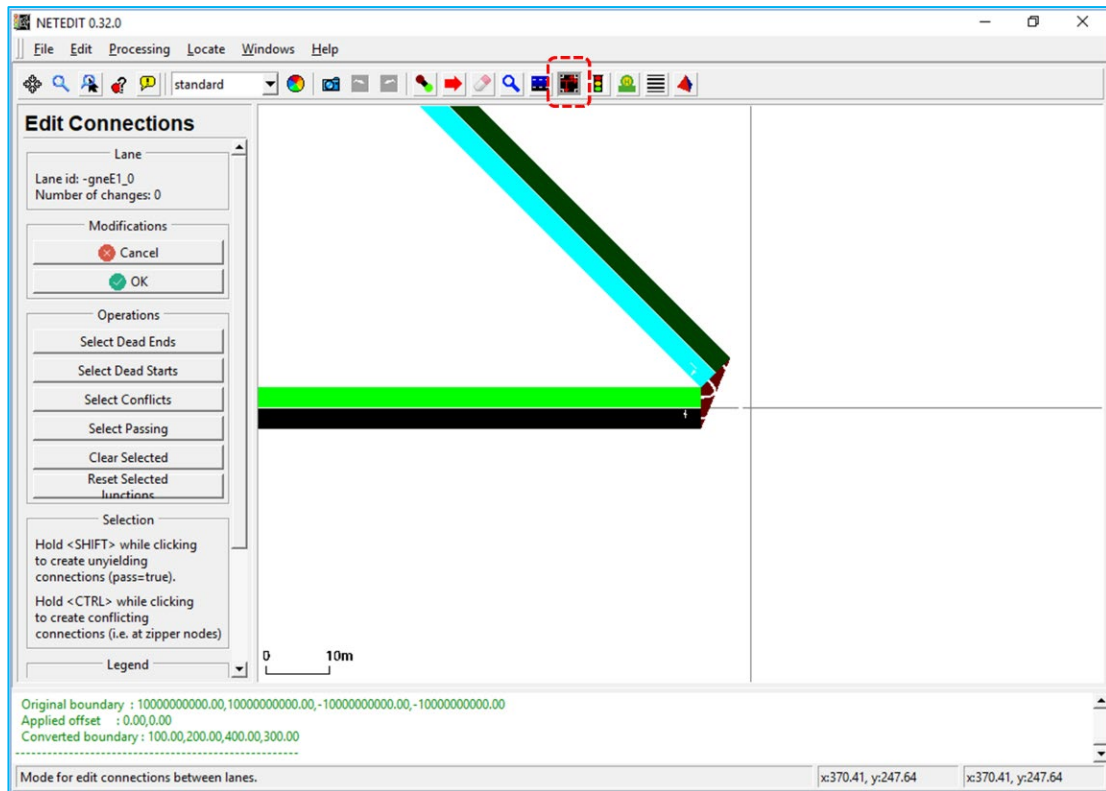 NETEDIT 0.32.0
File Edit Processing Locate Windows Help
standard
Edit Connections
Lane
Lane id: -gneE1_0
Number of changes: 0
Modifications
Cancel
OK
Operations
Select Dead Ends
Select Dead Starts
Select Conflicts
Select Passing
Clear Selected
Reset Selected
Junctions
Selection
Hold <SHIFT> while clicking
to create unyielding
connections (pass=true).
Hold <CTRL> while clicking
to create conflicting
connections (i.e. at zipper nodes)
Legend
0 10m
Original boundary : 10000000000.00,10000000000.00,-10000000000.00,-10000000000.00
Applied offset : 0.00,0.00
Converted boundary : 100.00,200.00,400.00,300.00
-----------------------------------------------------
Mode for edit connections between lanes. x:370.41, y:247.64 x:370.41, y:247.64